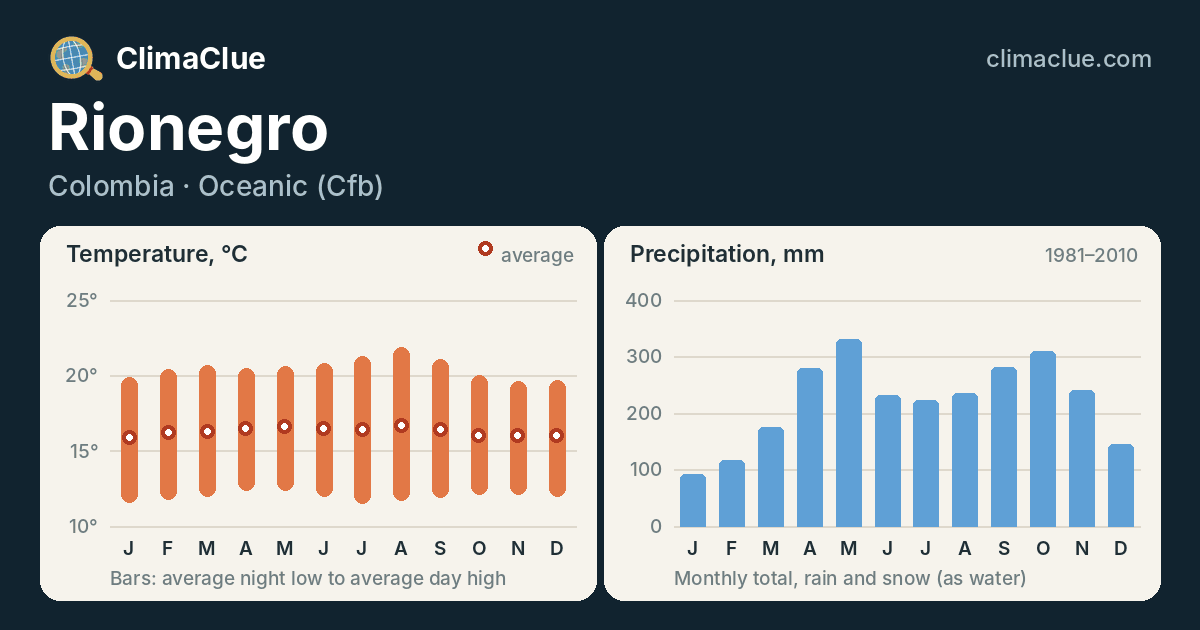 ClimaClue
climaclue.com
Rionegro
Colombia · Oceanic (Cfb)
Temperature, °C
average
25°
20°
15°
10°
J F M A M J J A S O N D
Bars: average night low to average day high
Precipitation, mm
1981–2010
400
300
200
100
0
J F M A M J J A S O N D
Monthly total, rain and snow (as water)